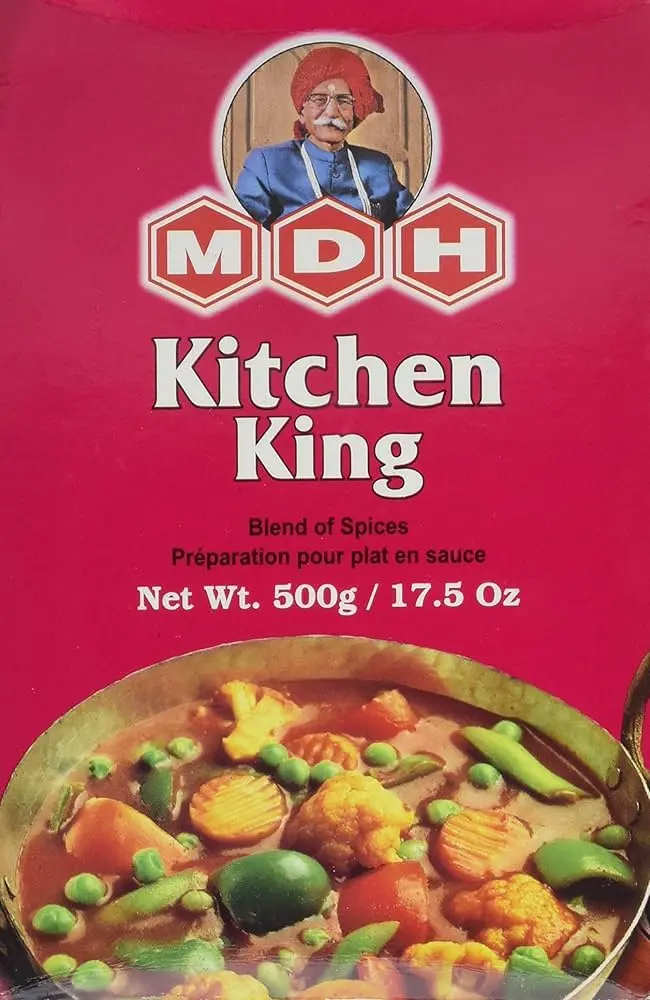 MDH
Kitchen
King
Blend of Spices
Préparation pour plat en sauce
Net Wt. 500g / 17.5 Oz